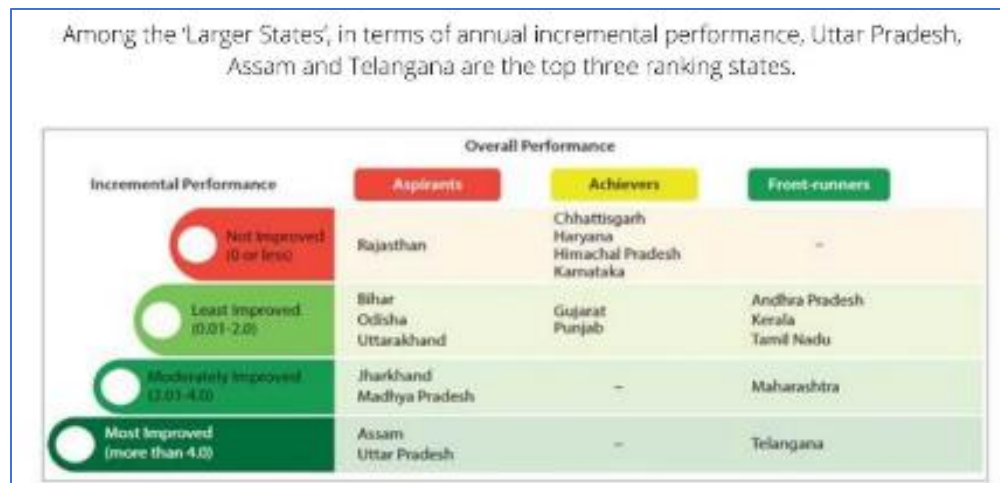 Among the 'Larger States', in terms of annual incremental performance, Uttar Pradesh,
Assam and Telangana are the top three ranking states.
Overall Performance
Incremental Performance
Aspirants
Achievers
Front-runners
Not Improved
(0 or less)
Rajasthan
Chhattisgarh
Haryana
Himachal Pradesh
Karnataka
–
Least Improved
(0.01-2.0)
Bihar
Odisha
Uttarakhand
Gujarat
Punjab
Andhra Pradesh
Kerala
Tamil Nadu
Moderately Improved
(2.01-4.0)
Jharkhand
Madhya Pradesh
–
Maharashtra
Most Improved
(more than 4.0)
Assam
Uttar Pradesh
–
Telangana